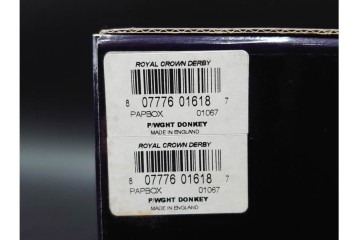 ROYAL CROWN DERBY
8 07776 01618 7
PAPBOX 01067
P/WGHT DONKEY
MADE IN ENGLAND
ROYAL CROWN DERBY
8 07776 01618 7
PAPBOX 01067
P/WGHT DONKEY
MADE IN ENGLAND